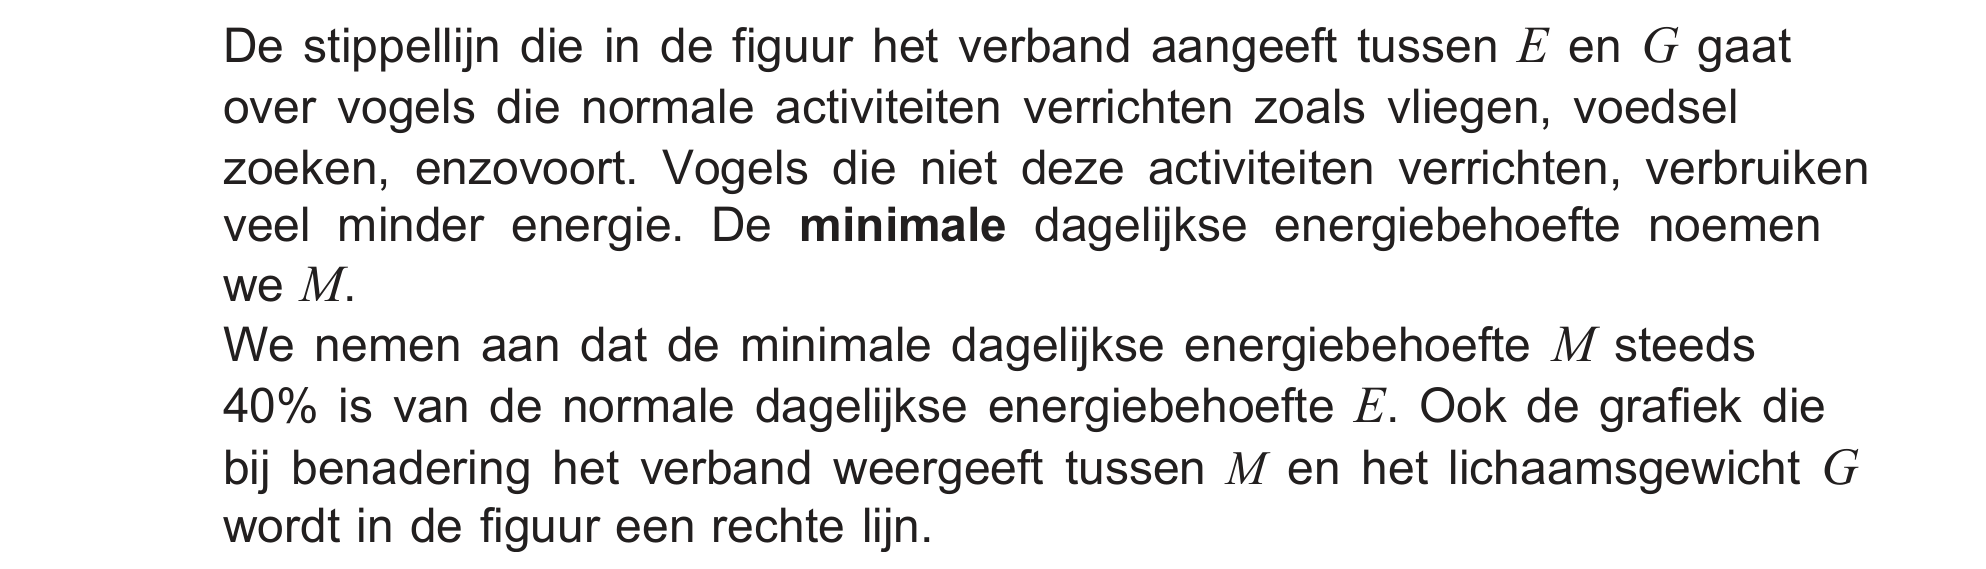 De stippellijn die in de figuur het verband aangeeft tussen E en G gaat
over vogels die normale activiteiten verrichten zoals vliegen, voedsel
zoeken, enzovoort. Vogels die niet deze activiteiten verrichten, verbruiken
veel minder energie. De minimale dagelijkse energiebehoefte noemen
we M.
We nemen aan dat de minimale dagelijkse energiebehoefte M steeds
40% is van de normale dagelijkse energiebehoefte E. Ook de grafiek die
bij benadering het verband weergeeft tussen M en het lichaamsgewicht G
wordt in de figuur een rechte lijn.